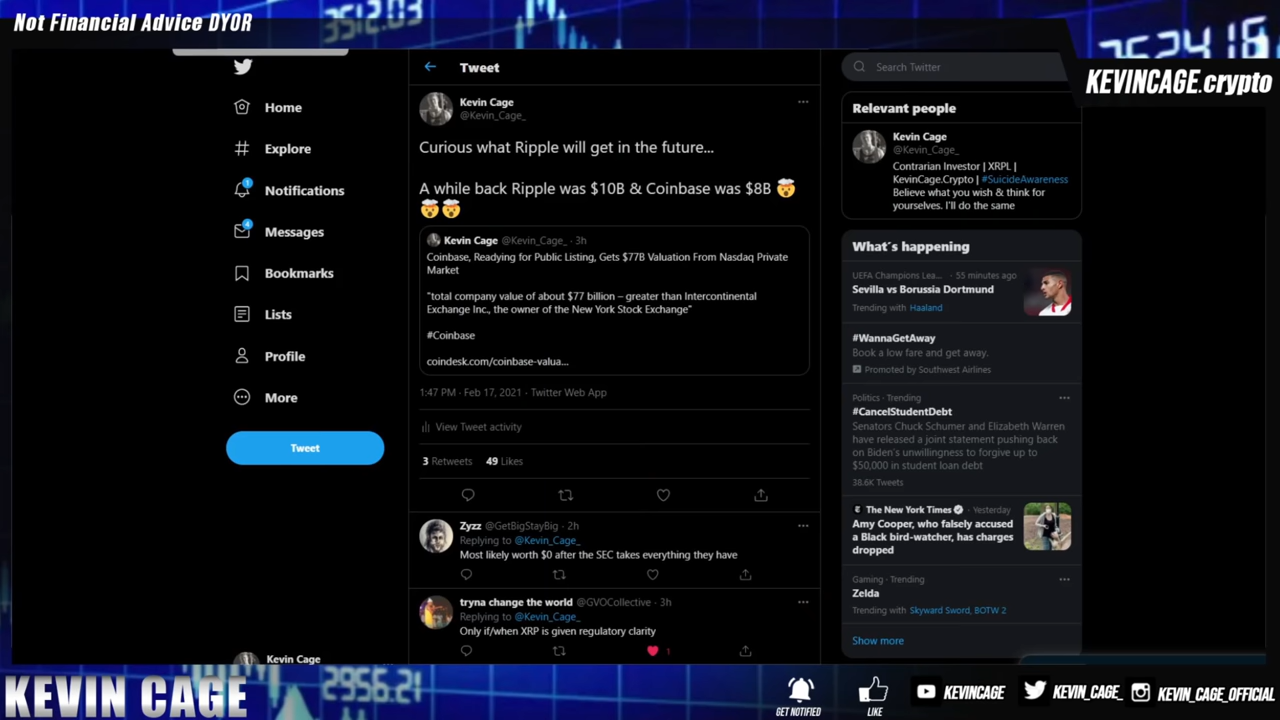 Not Financial Advice DYOR
3512.03
KEVINCAGE.crypto
Home
Explore
1
Notifications
4
Messages
Bookmarks
Lists
Profile
More
Tweet
Kevin Cage
Tweet
Kevin Cage
@Kevin_Cage_
Curious what Ripple will get in the future...
A while back Ripple was $10B & Coinbase was $8B 🤯
🤯🤯
Kevin Cage @Kevin_Cage_ · 3h
Coinbase, Readying for Public Listing, Gets $77B Valuation From Nasdaq Private
Market
"total company value of about $77 billion – greater than Intercontinental
Exchange Inc., the owner of the New York Stock Exchange"
#Coinbase
coindesk.com/coinbase-valua...
1:47 PM · Feb 17, 2021 · Twitter Web App
View Tweet activity
3 Retweets 49 Likes
Zyzz @GetBigStayBig · 2h
Replying to @Kevin_Cage_
Most likely worth $0 after the SEC takes everything they have
tryna change the world @GVOCollective · 3h
Replying to @Kevin_Cage_
Only if/when XRP is given regulatory clarity
1
Search Twitter
Relevant people
Kevin Cage
@Kevin_Cage_
Contrarian Investor | XRPL |
KevinCage.Crypto | #SuicideAwareness
Believe what you wish & think for
yourselves. I'll do the same
What's happening
UEFA Champions Lea... · 55 minutes ago
Sevilla vs Borussia Dortmund
Trending with Haaland
#WannaGetAway
Book a low fare and get away.
Promoted by Southwest Airlines
Politics · Trending
#CancelStudentDebt
Senators Chuck Schumer and Elizabeth Warren
have released a joint statement pushing back
on Biden's unwillingness to forgive up to
$50,000 in student loan debt
38.6K Tweets
The New York Times · Yesterday
Amy Cooper, who falsely accused
a Black bird-watcher, has charges
dropped
Gaming · Trending
Zelda
Trending with Skyward Sword, BOTW 2
Show more
KEVIN CAGE
2956.21
GET NOTIFIED
LIKE
KEVINCAGE
KEVIN_CAGE_
KEVIN_CAGE_OFFICIAL